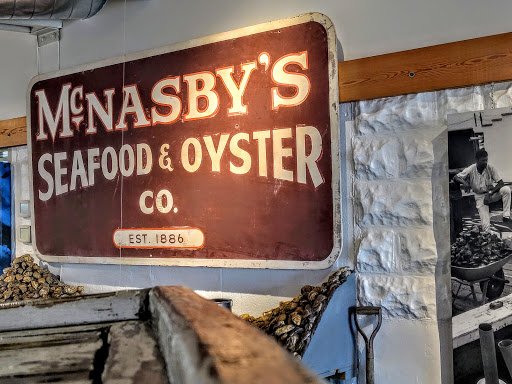 McNASBY'S
SEAFOOD & OYSTER
CO.
EST. 1886